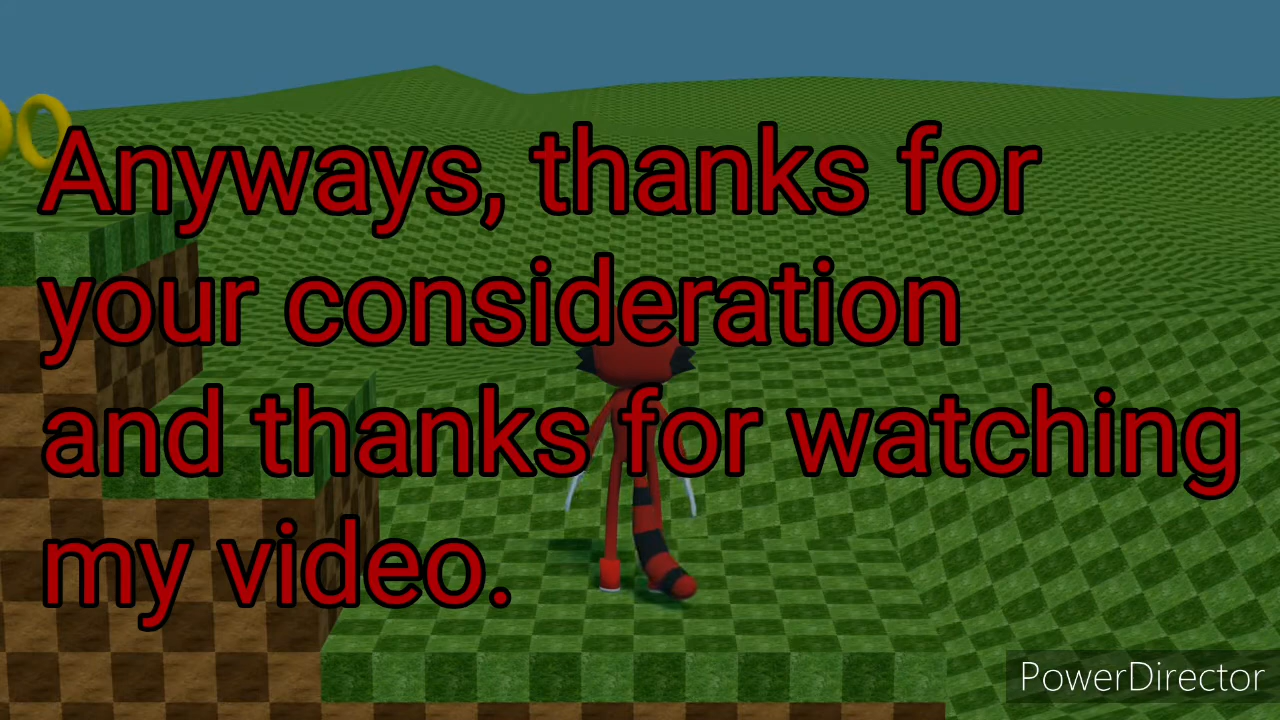 Anyways, thanks for
your consideration
and thanks for watching
my video.
PowerDirector